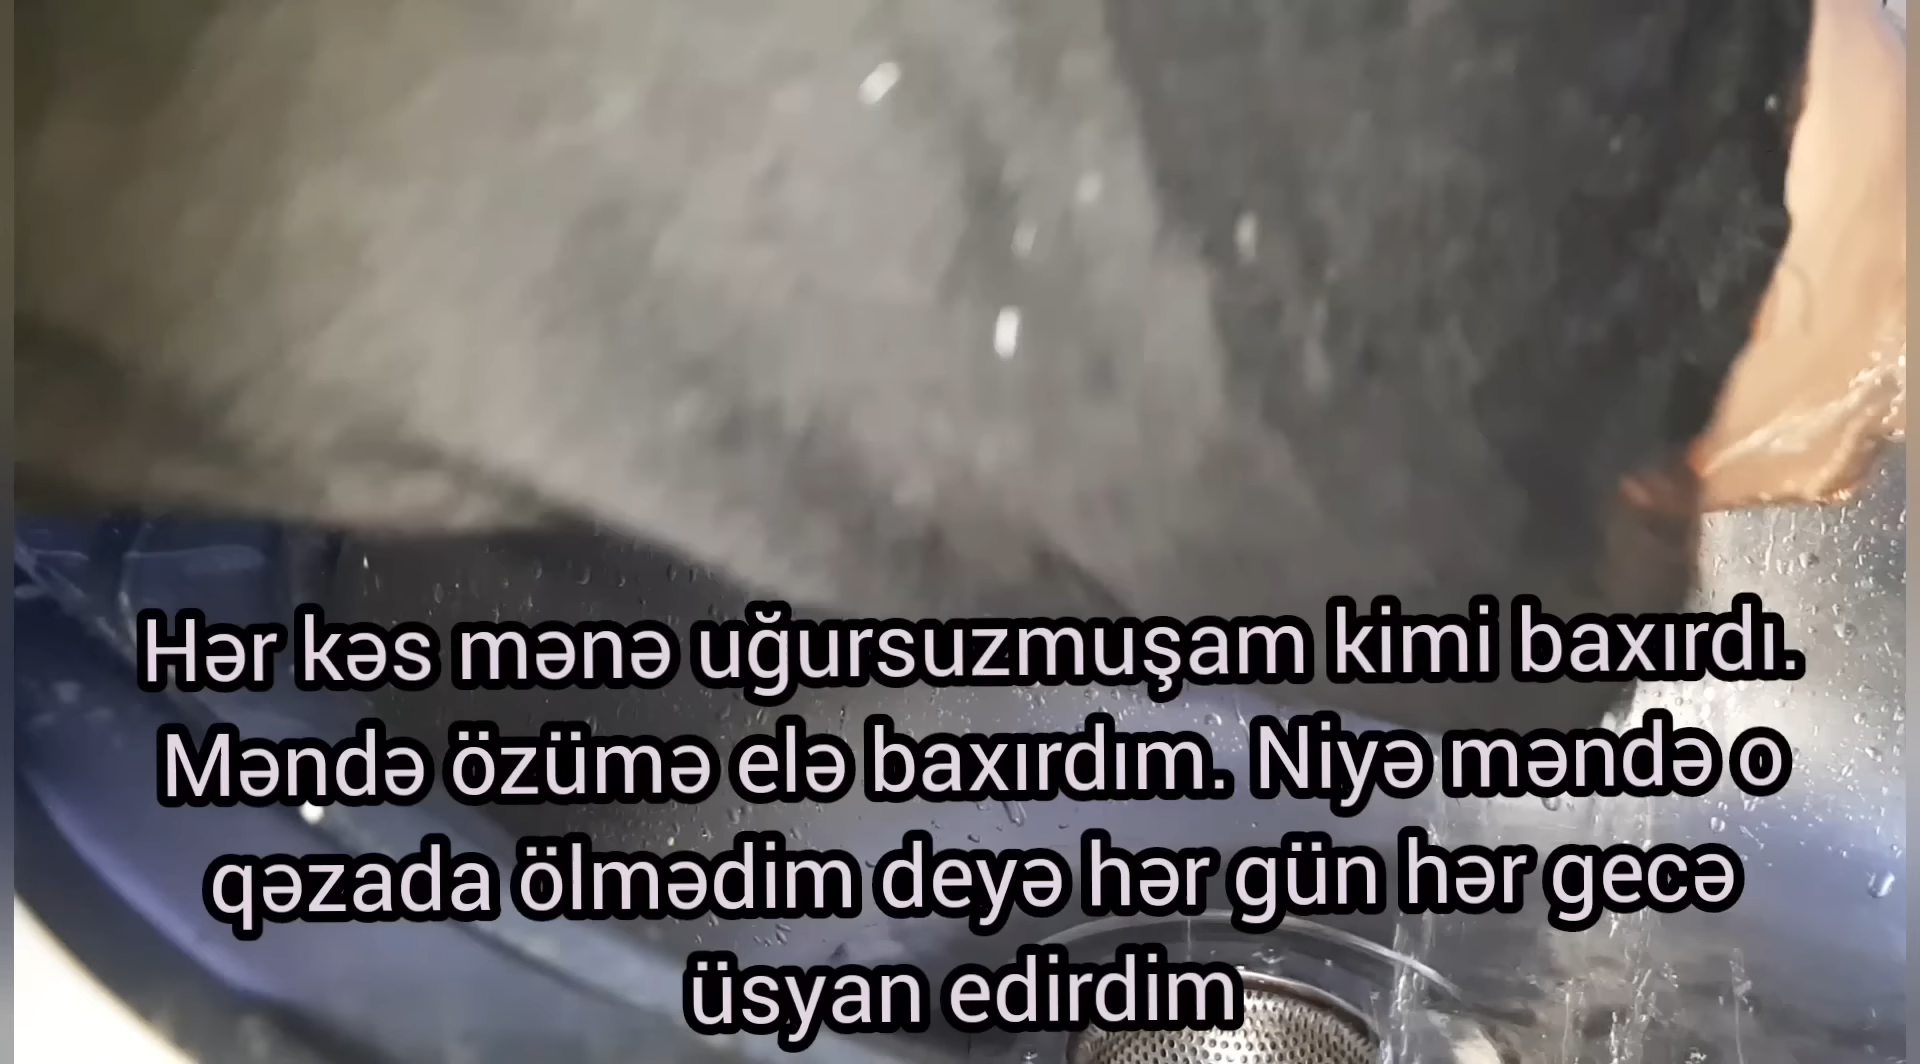 Hər kəs mənə uğursuzmuşam kimi baxırdı.
Məndə özümə elə baxırdım. Niyə məndə o
qəzada ölmədim deyə hər gün hər gecə
üsyan edirdim